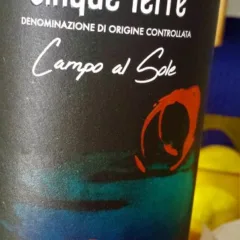 Cinque Terre
DENOMINAZIONE DI ORIGINE CONTROLLATA
Campo al Sole